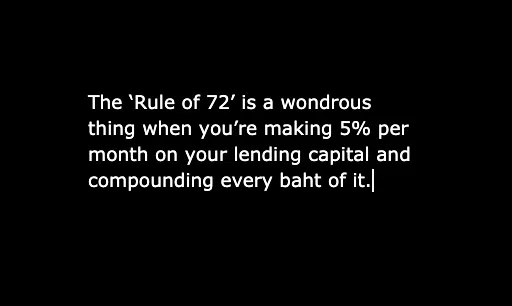 The ‘Rule of 72’ is a wondrous
thing when you’re making 5% per
month on your lending capital and
compounding every baht of it.